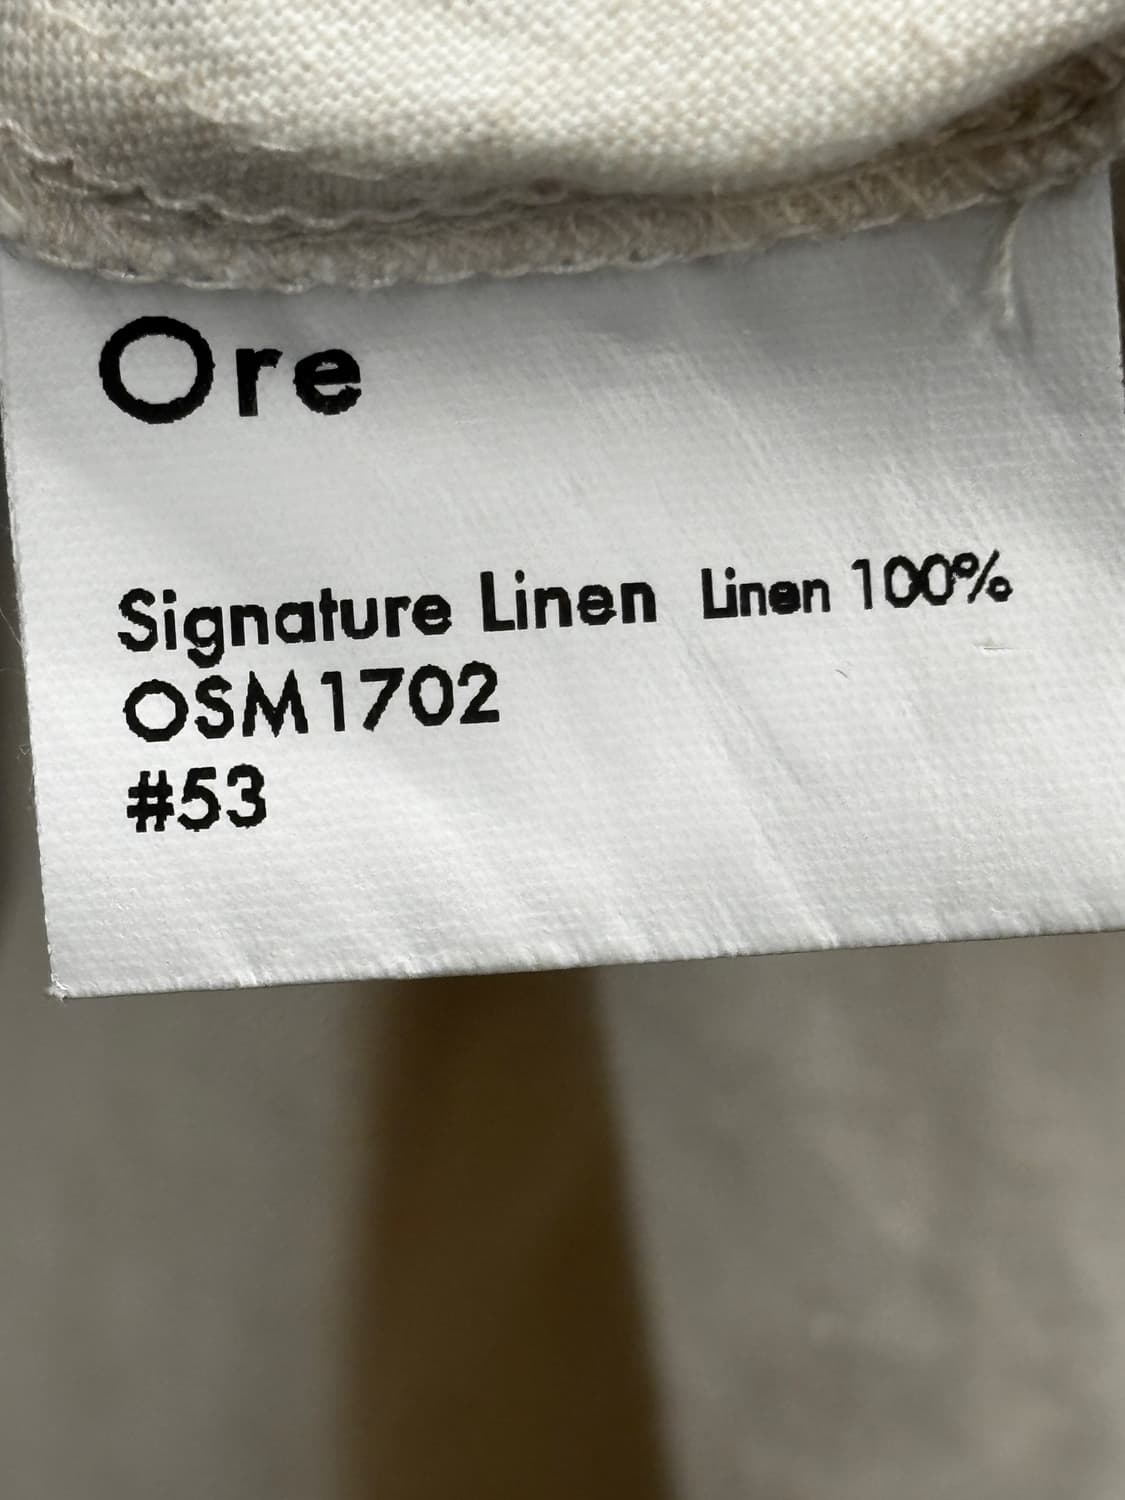 Ore
Signature Linen Linen 100%
OSM1702
#53